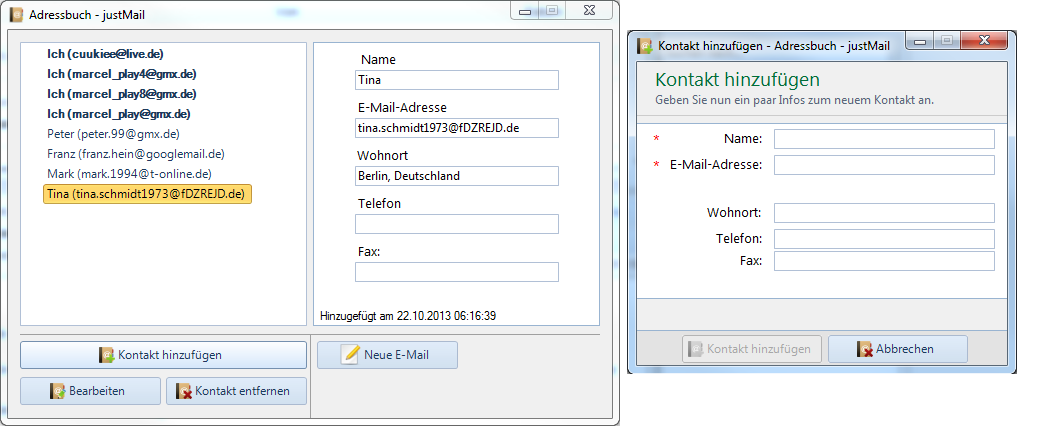 Adressbuch - justMail
Ich (cuukiee@live.de)
Ich (marcel_play4@gmx.de)
Ich (marcel_play8@gmx.de)
Ich (marcel_play@gmx.de)
Peter (peter.99@gmx.de)
Franz (franz.hein@googlemail.de)
Mark (mark.1994@t-online.de)
Tina (tina.schmidt1973@fDZREJD.de)
Name
Tina
E-Mail-Adresse
tina.schmidt1973@fDZREJD.de
Wohnort
Berlin, Deutschland
Telefon
Fax:
Hinzugefügt am 22.10.2013 06:16:39
Kontakt hinzufügen
Neue E-Mail
Bearbeiten
Kontakt entfernen
Kontakt hinzufügen - Adressbuch - justMail
Kontakt hinzufügen
Geben Sie nun ein paar Infos zum neuem Kontakt an.
* Name:
* E-Mail-Adresse:
Wohnort:
Telefon:
Fax:
Kontakt hinzufügen
Abbrechen